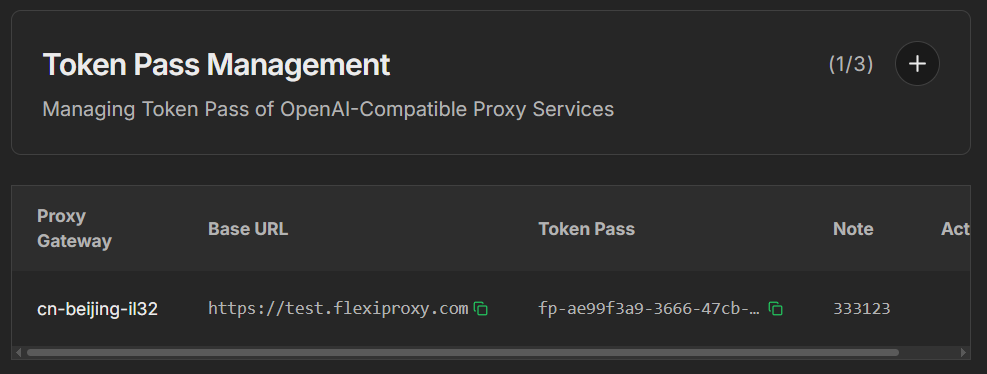 Token Pass Management
(1/3)
Managing Token Pass of OpenAI-Compatible Proxy Services
Proxy
Gateway
Base URL
Token Pass
Note
Act
cn-beijing-il32
https://test.flexiproxy.com
fp-ae99f3a9-3666-47cb-…
333123